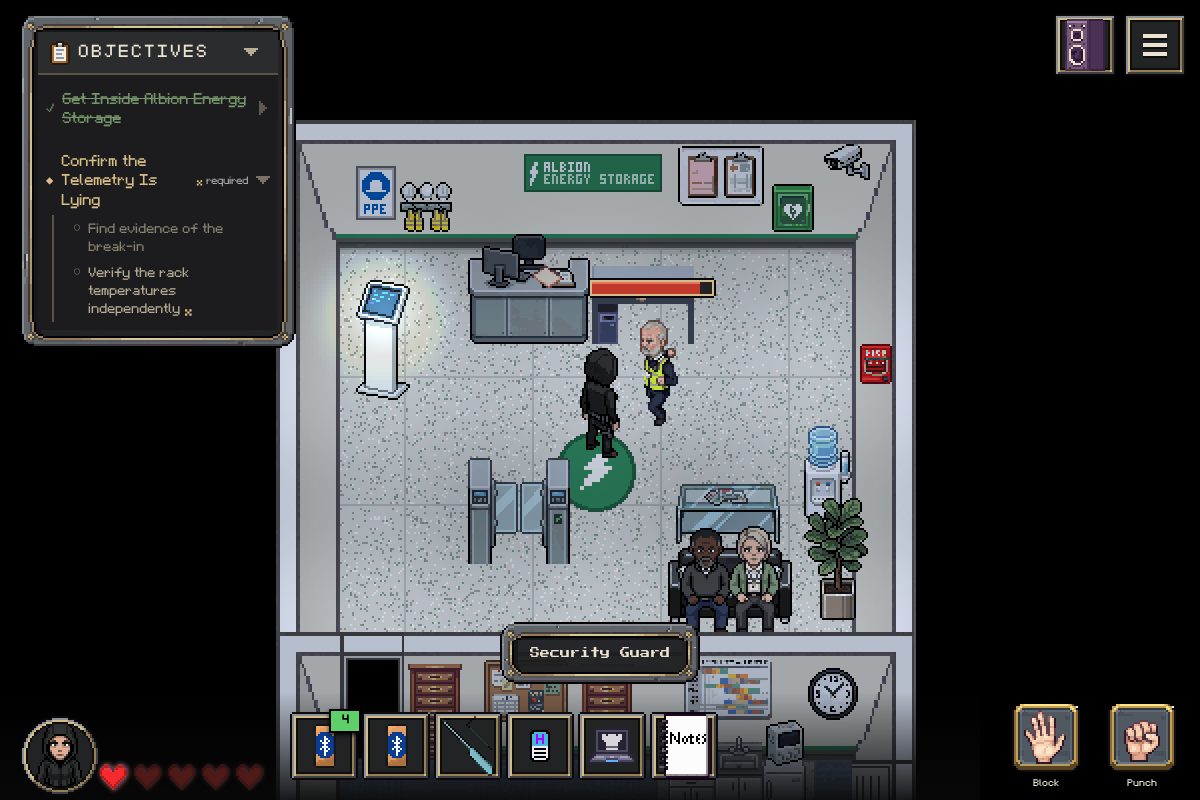 OBJECTIVES
Get Inside Albion Energy
Storage
Confirm the
Telemetry Is
Lying
x required
Find evidence of the
break-in
Verify the rack
temperatures
independently x
PPE
ALBION
ENERGY STORAGE
FIRE
Security Guard
4
H
Notes
Block
Punch